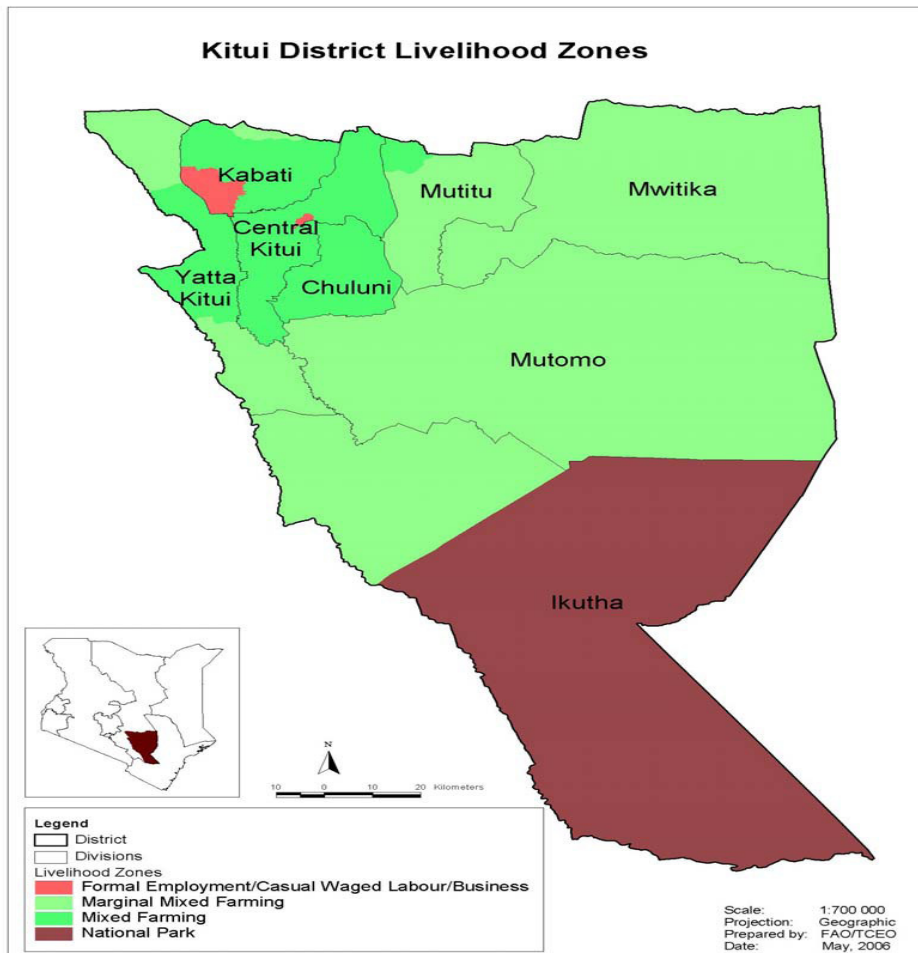 Kitui District Livelihood Zones
Kabati
Mutitu
Mwitika
Central
Kitui
Yatta
Kitui
Chuluni
Mutomo
Ikutha
N
10 0 10 20 Kilometers
Legend
District
Divisions
Livelihood Zones
Formal Employment/Casual Waged Labour/Business
Marginal Mixed Farming
Mixed Farming
National Park
Scale: 1:700 000
Projection: Geographic
Prepared by: FAO/TCEO
Date: May, 2006